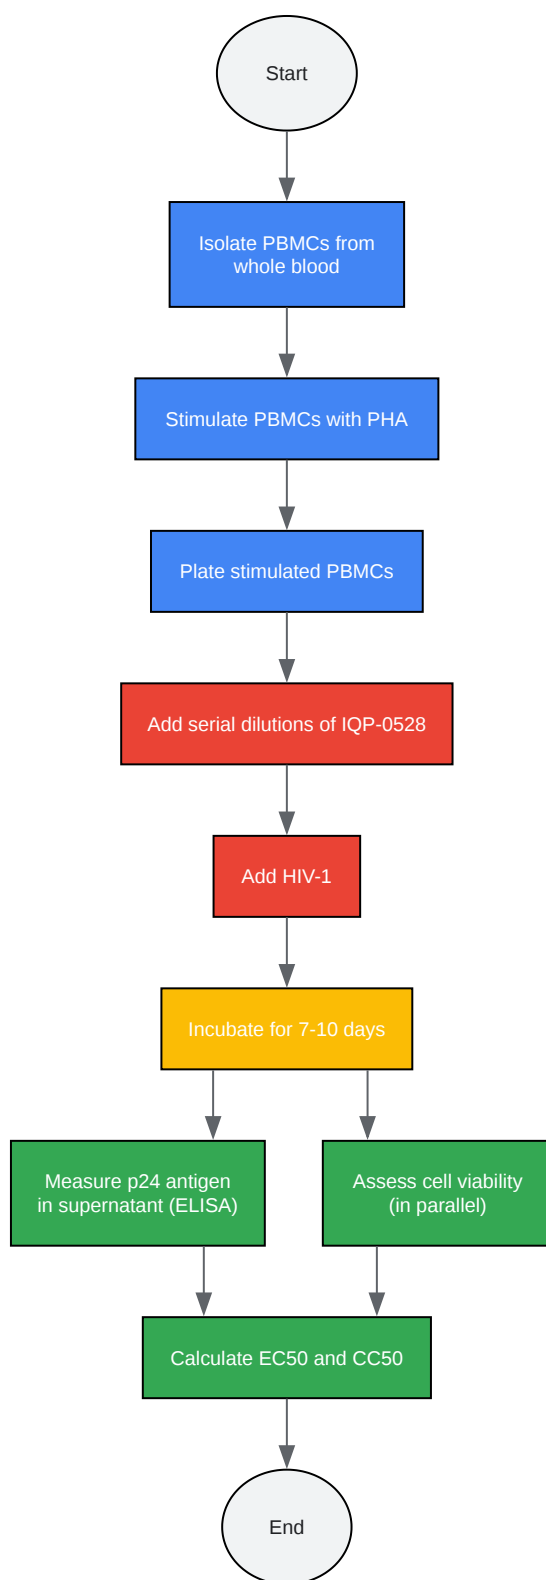 Start
Isolate PBMCs from
whole blood
Stimulate PBMCs with PHA
Plate stimulated PBMCs
Add serial dilutions of IQP-0528
Add HIV-1
Incubate for 7-10 days
Measure p24 antigen
in supernatant (ELISA)
Assess cell viability
(in parallel)
Calculate EC50 and CC50
End